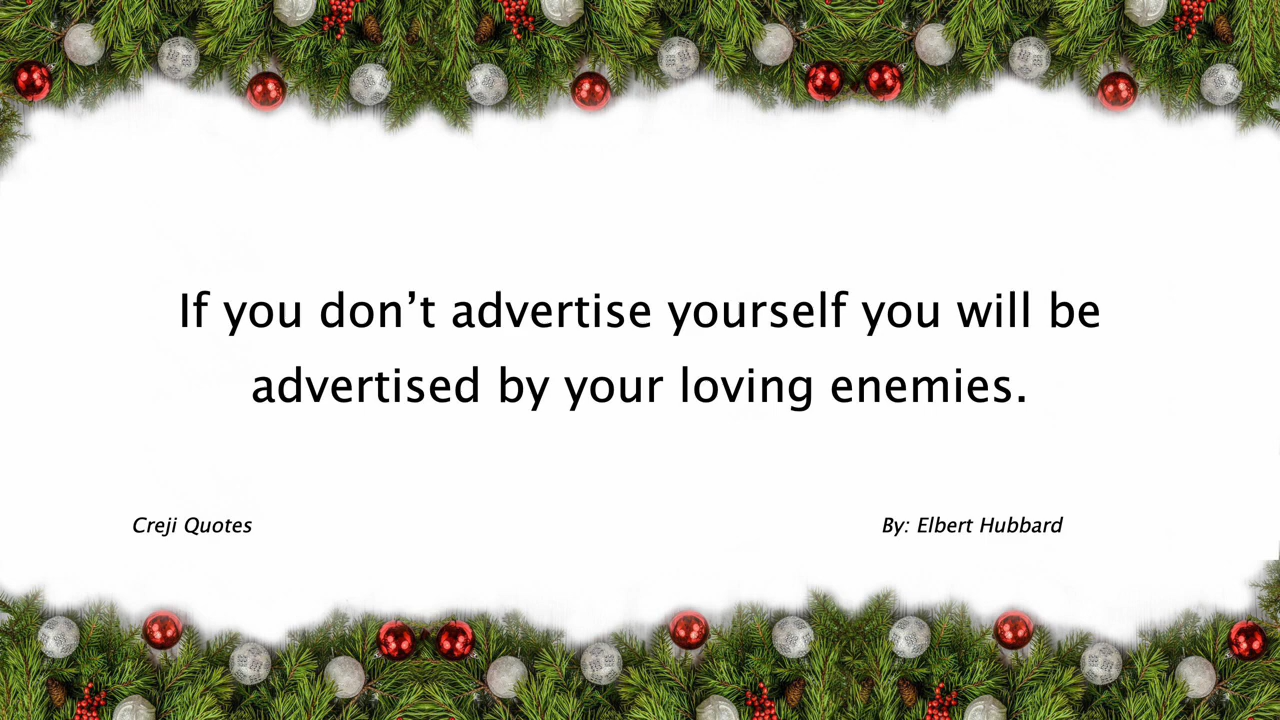 If you don’t advertise yourself you will be
advertised by your loving enemies.
Creji Quotes
By: Elbert Hubbard